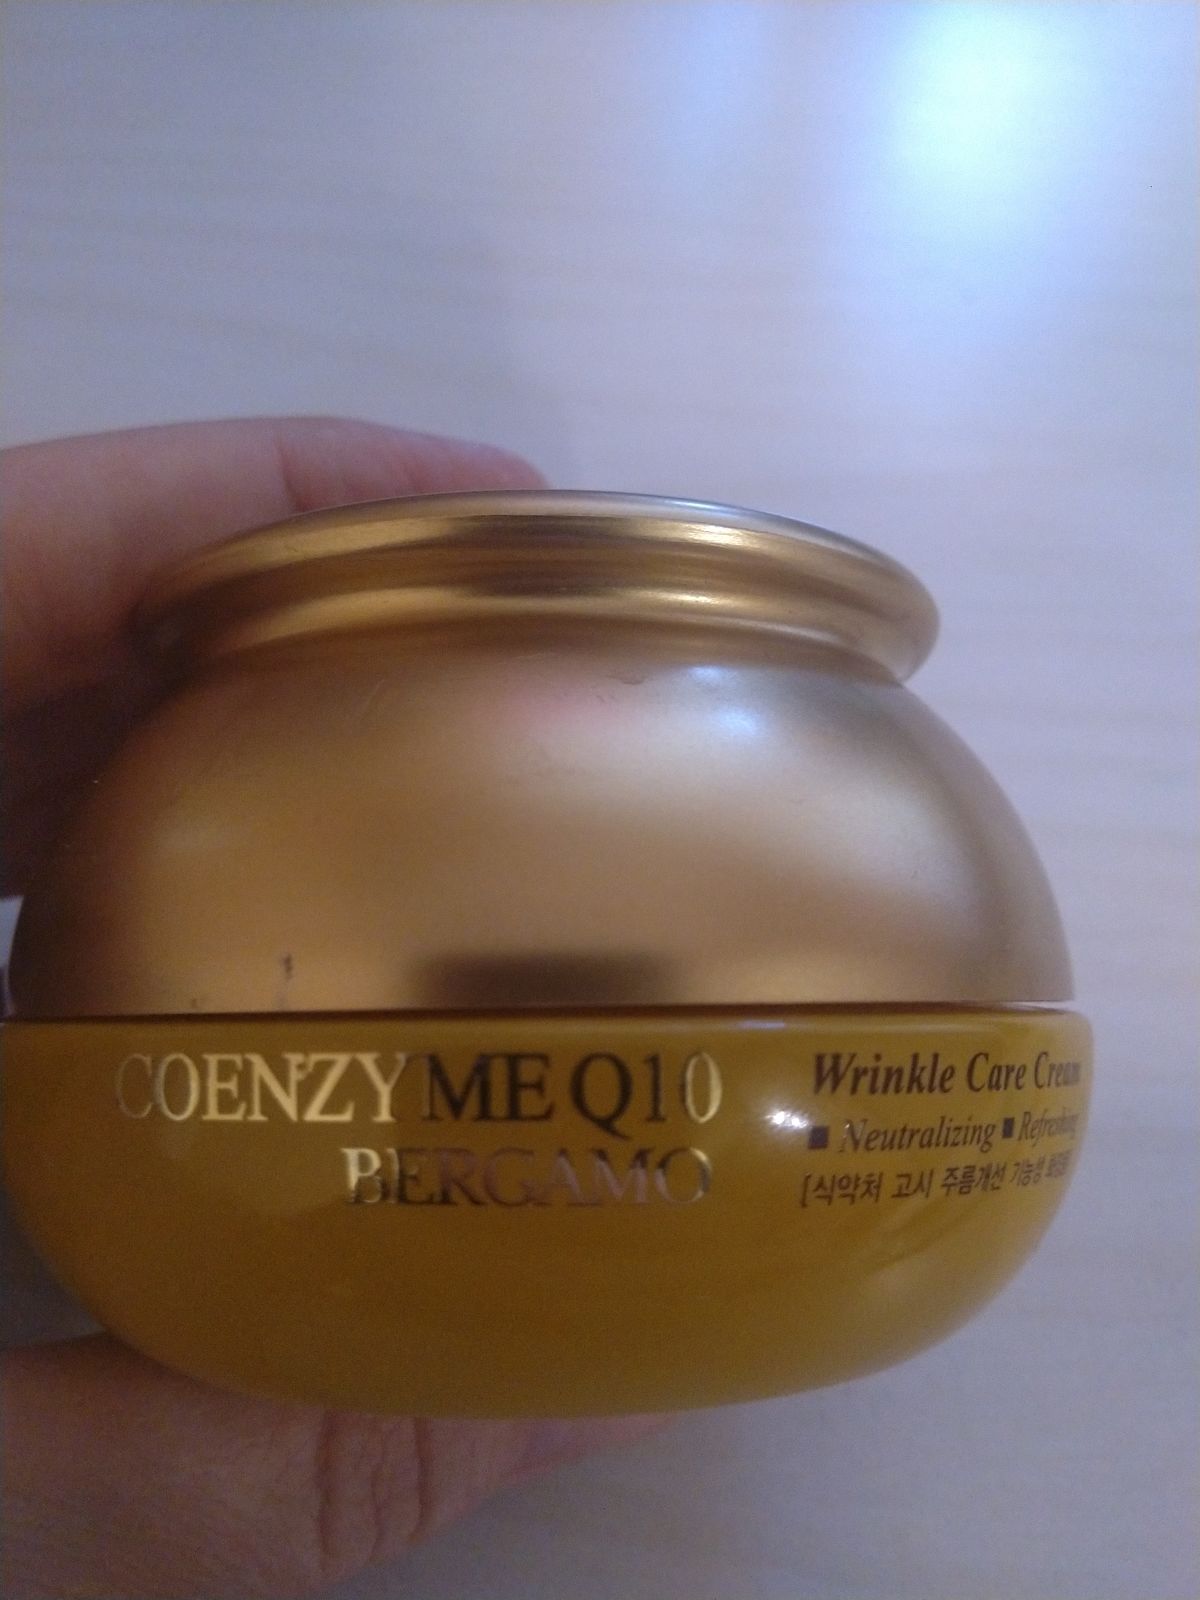 COENZYME Q10
BERGAMO
Wrinkle Care Cream
▪ Neutralizing ▪ Refreshing
[식약처 고시 주름개선 기능성